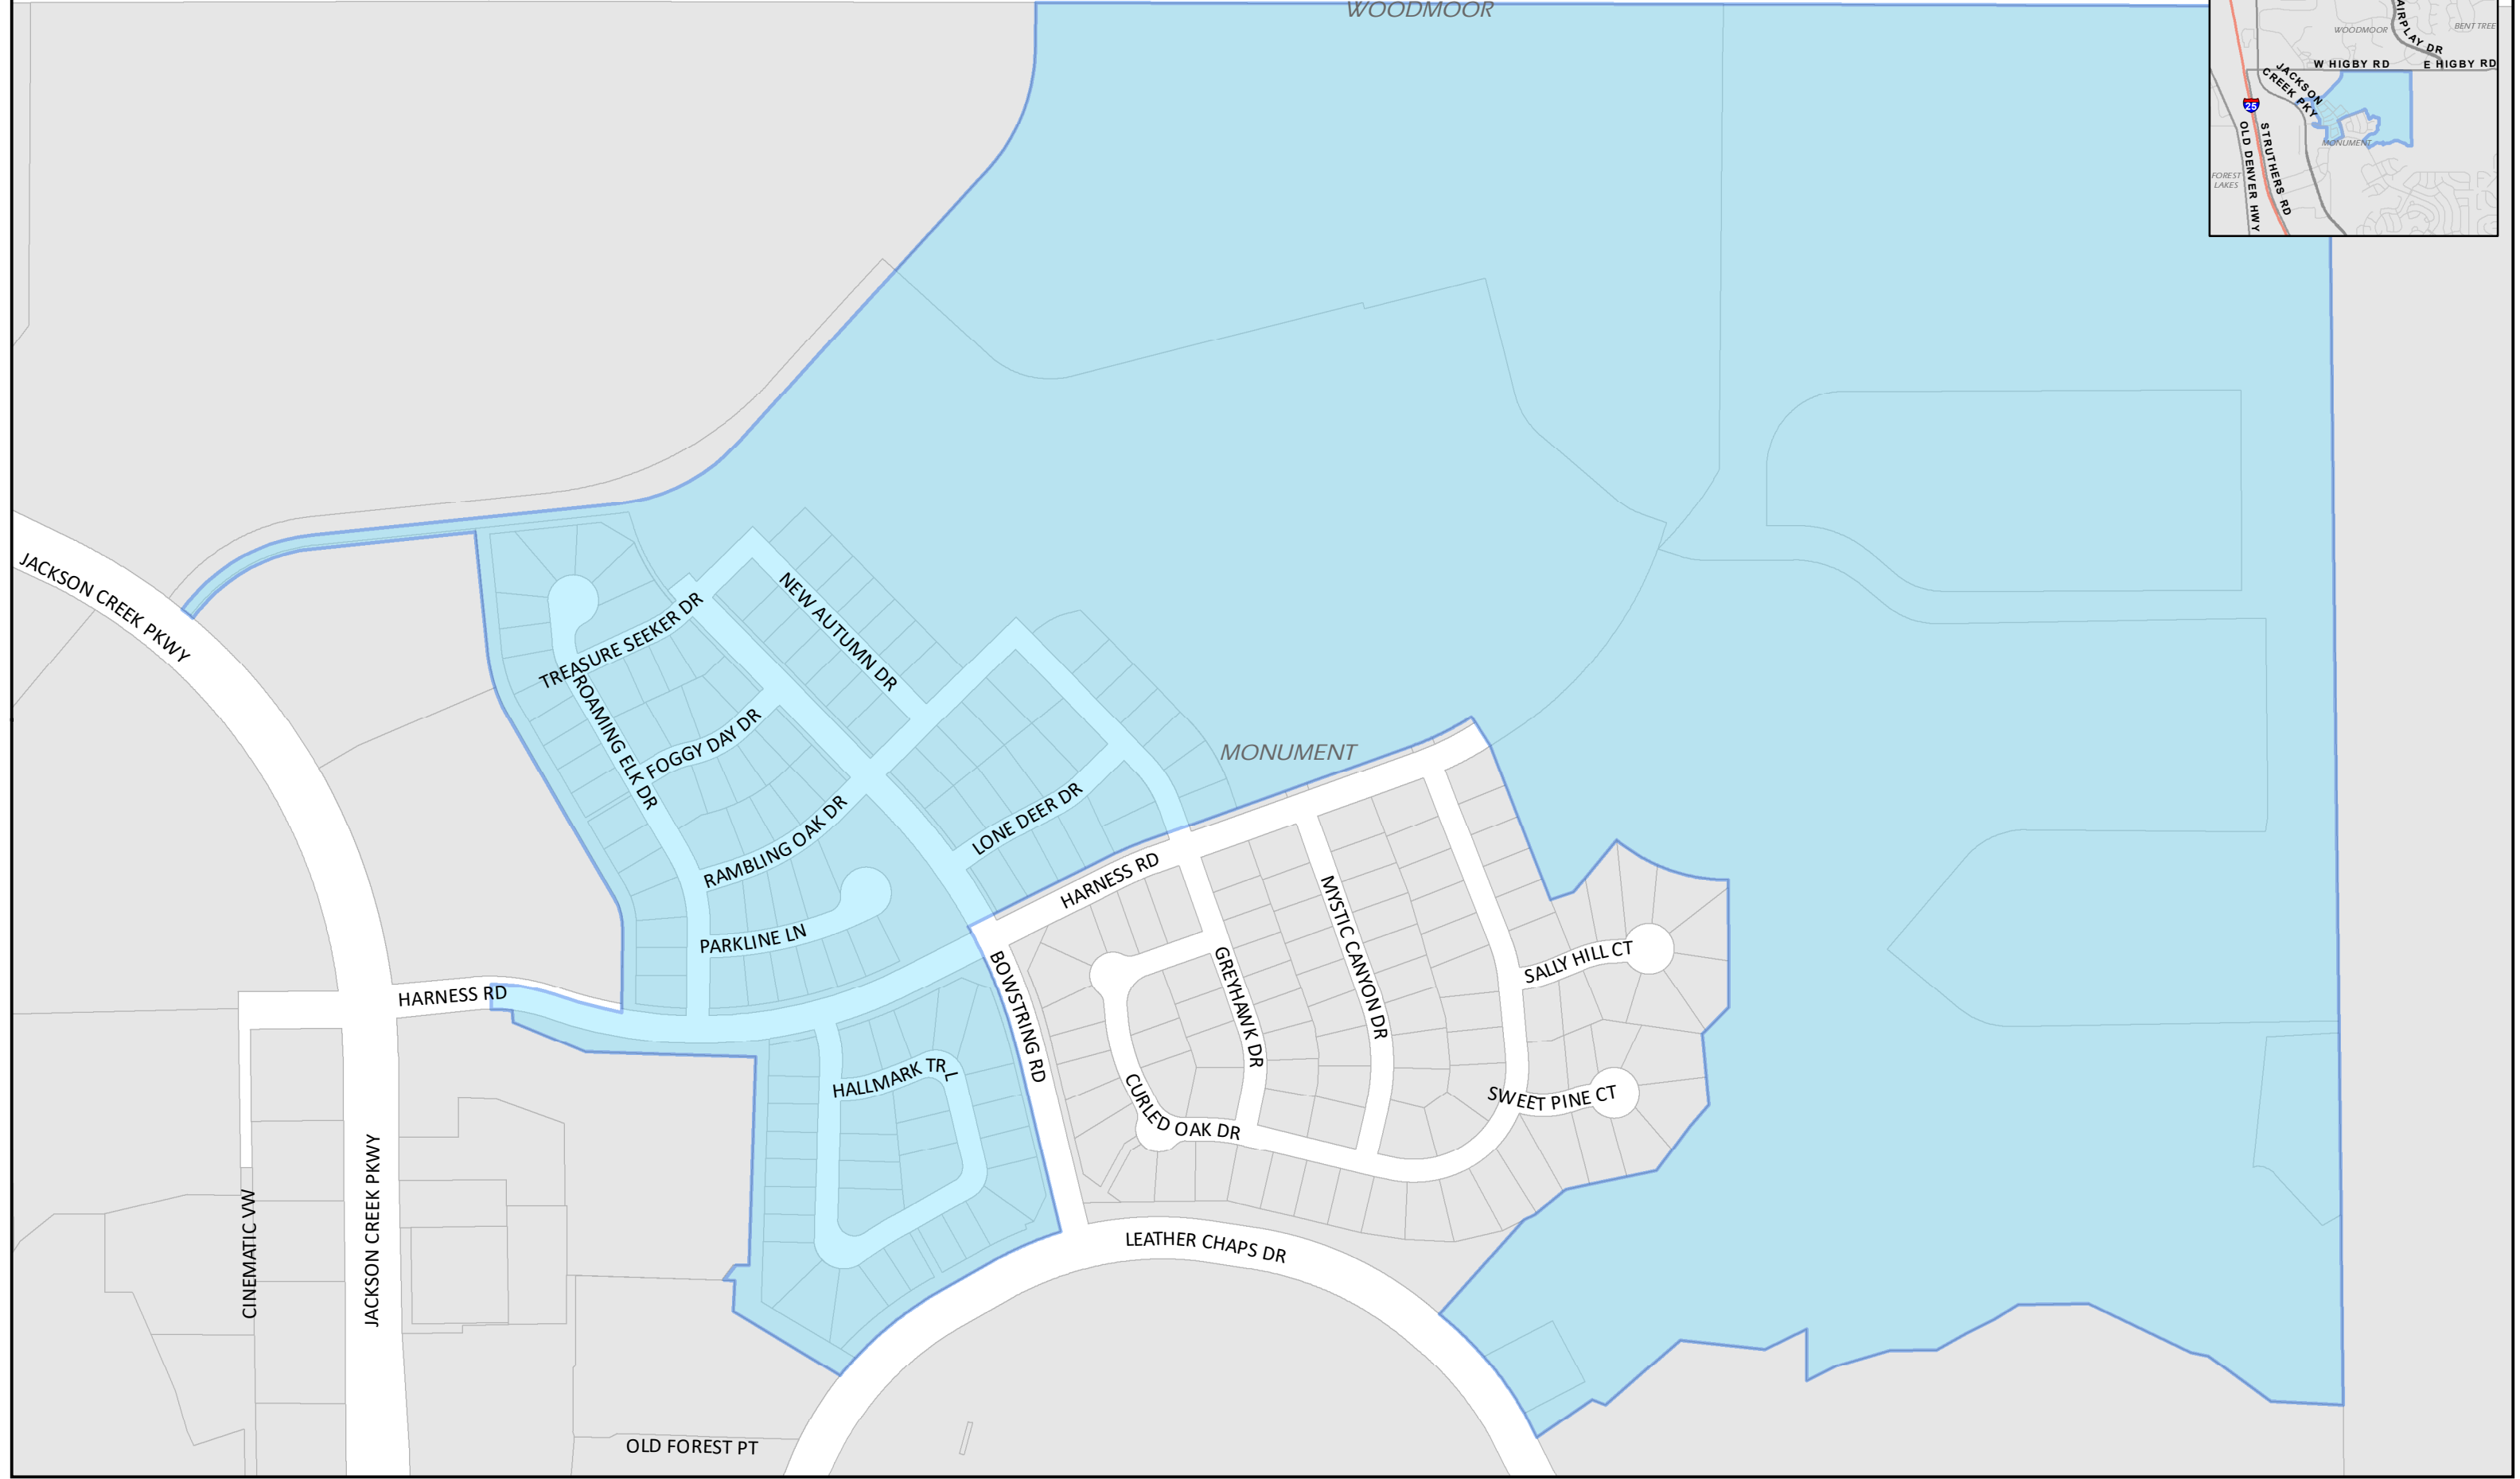 WOODMOOR
AIRPLAY DR
WOODMOOR
BENT TREE
W HIGBY RD
E HIGBY RD
JACKSON
CREEK PKY
25
OLD DENVER HWY
STRUTHERS RD
MONUMENT
FOREST
LAKES
JACKSON CREEK PKWY
TREASURE SEEKER DR
NEW AUTUMN DR
ROAMING ELK DR
FOGGY DAY DR
MONUMENT
RAMBLING OAK DR
LONE DEER DR
HARNESS RD
PARKLINE LN
MYSTIC CANYON DR
SALLY HILL CT
HARNESS RD
BOWSTRING RD
GREYHAWK DR
HALLMARK TRL
CURLED OAK DR
SWEET PINE CT
CINEMATIC VW
JACKSON CREEK PKWY
LEATHER CHAPS DR
OLD FOREST PT